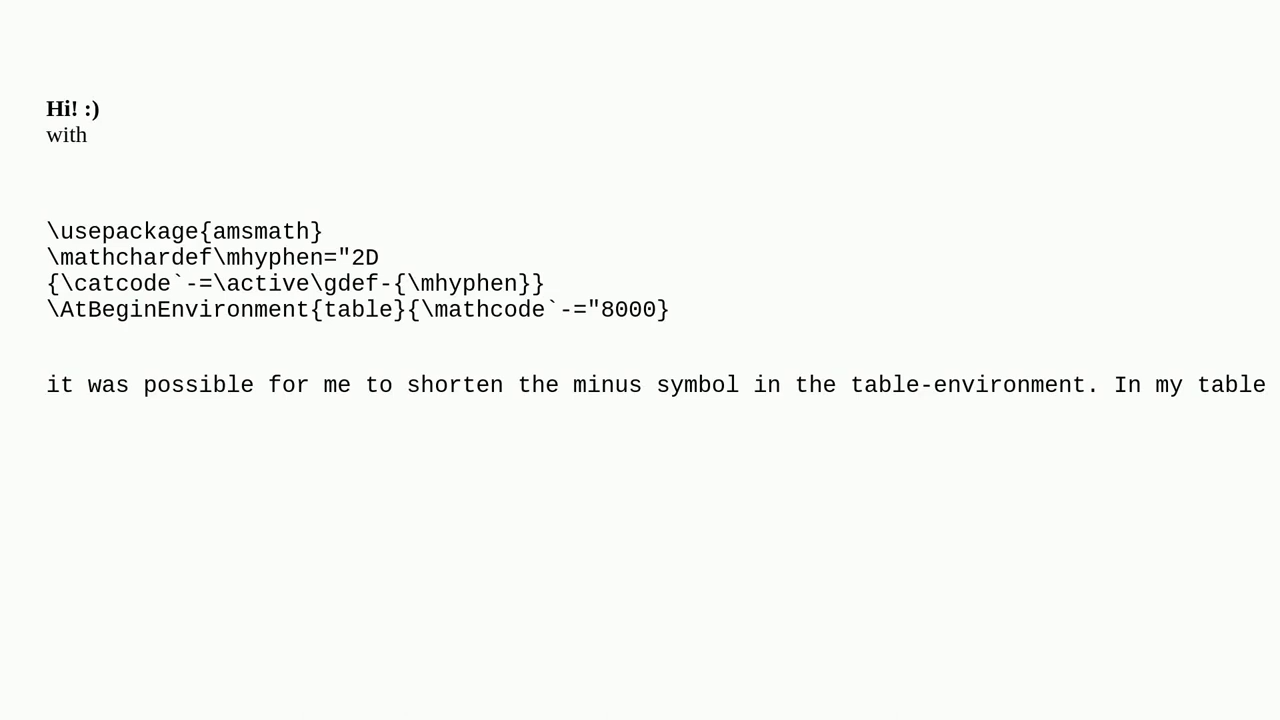 Hi! :)
with
\usepackage{amsmath}
\mathchardef\mhyphen="2D
{\catcode`-=\active\gdef-{\mhyphen}}
\AtBeginEnvironment{table}{\mathcode`-="8000}
it was possible for me to shorten the minus symbol in the table-environment. In my table